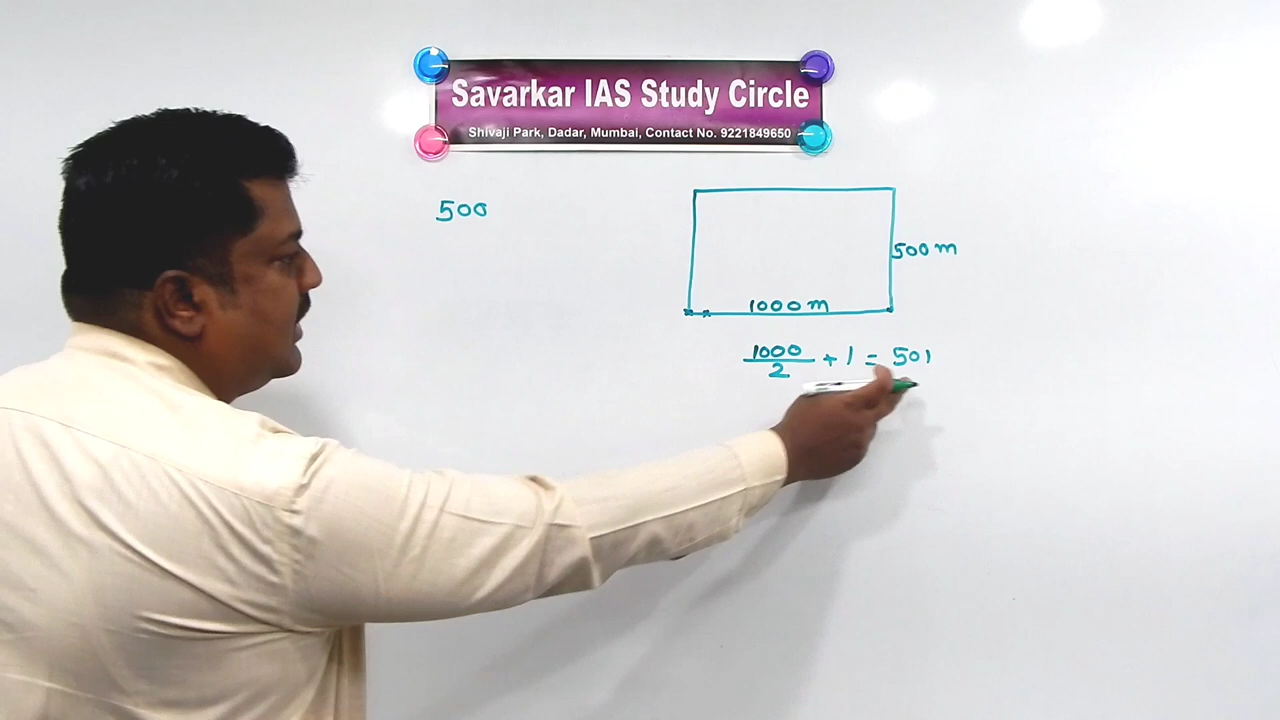 Savarkar IAS Study Circle
Shivaji Park, Dadar, Mumbai, Contact No. 9221849650
500
500 m
1000 m
1000/2 + 1 = 501